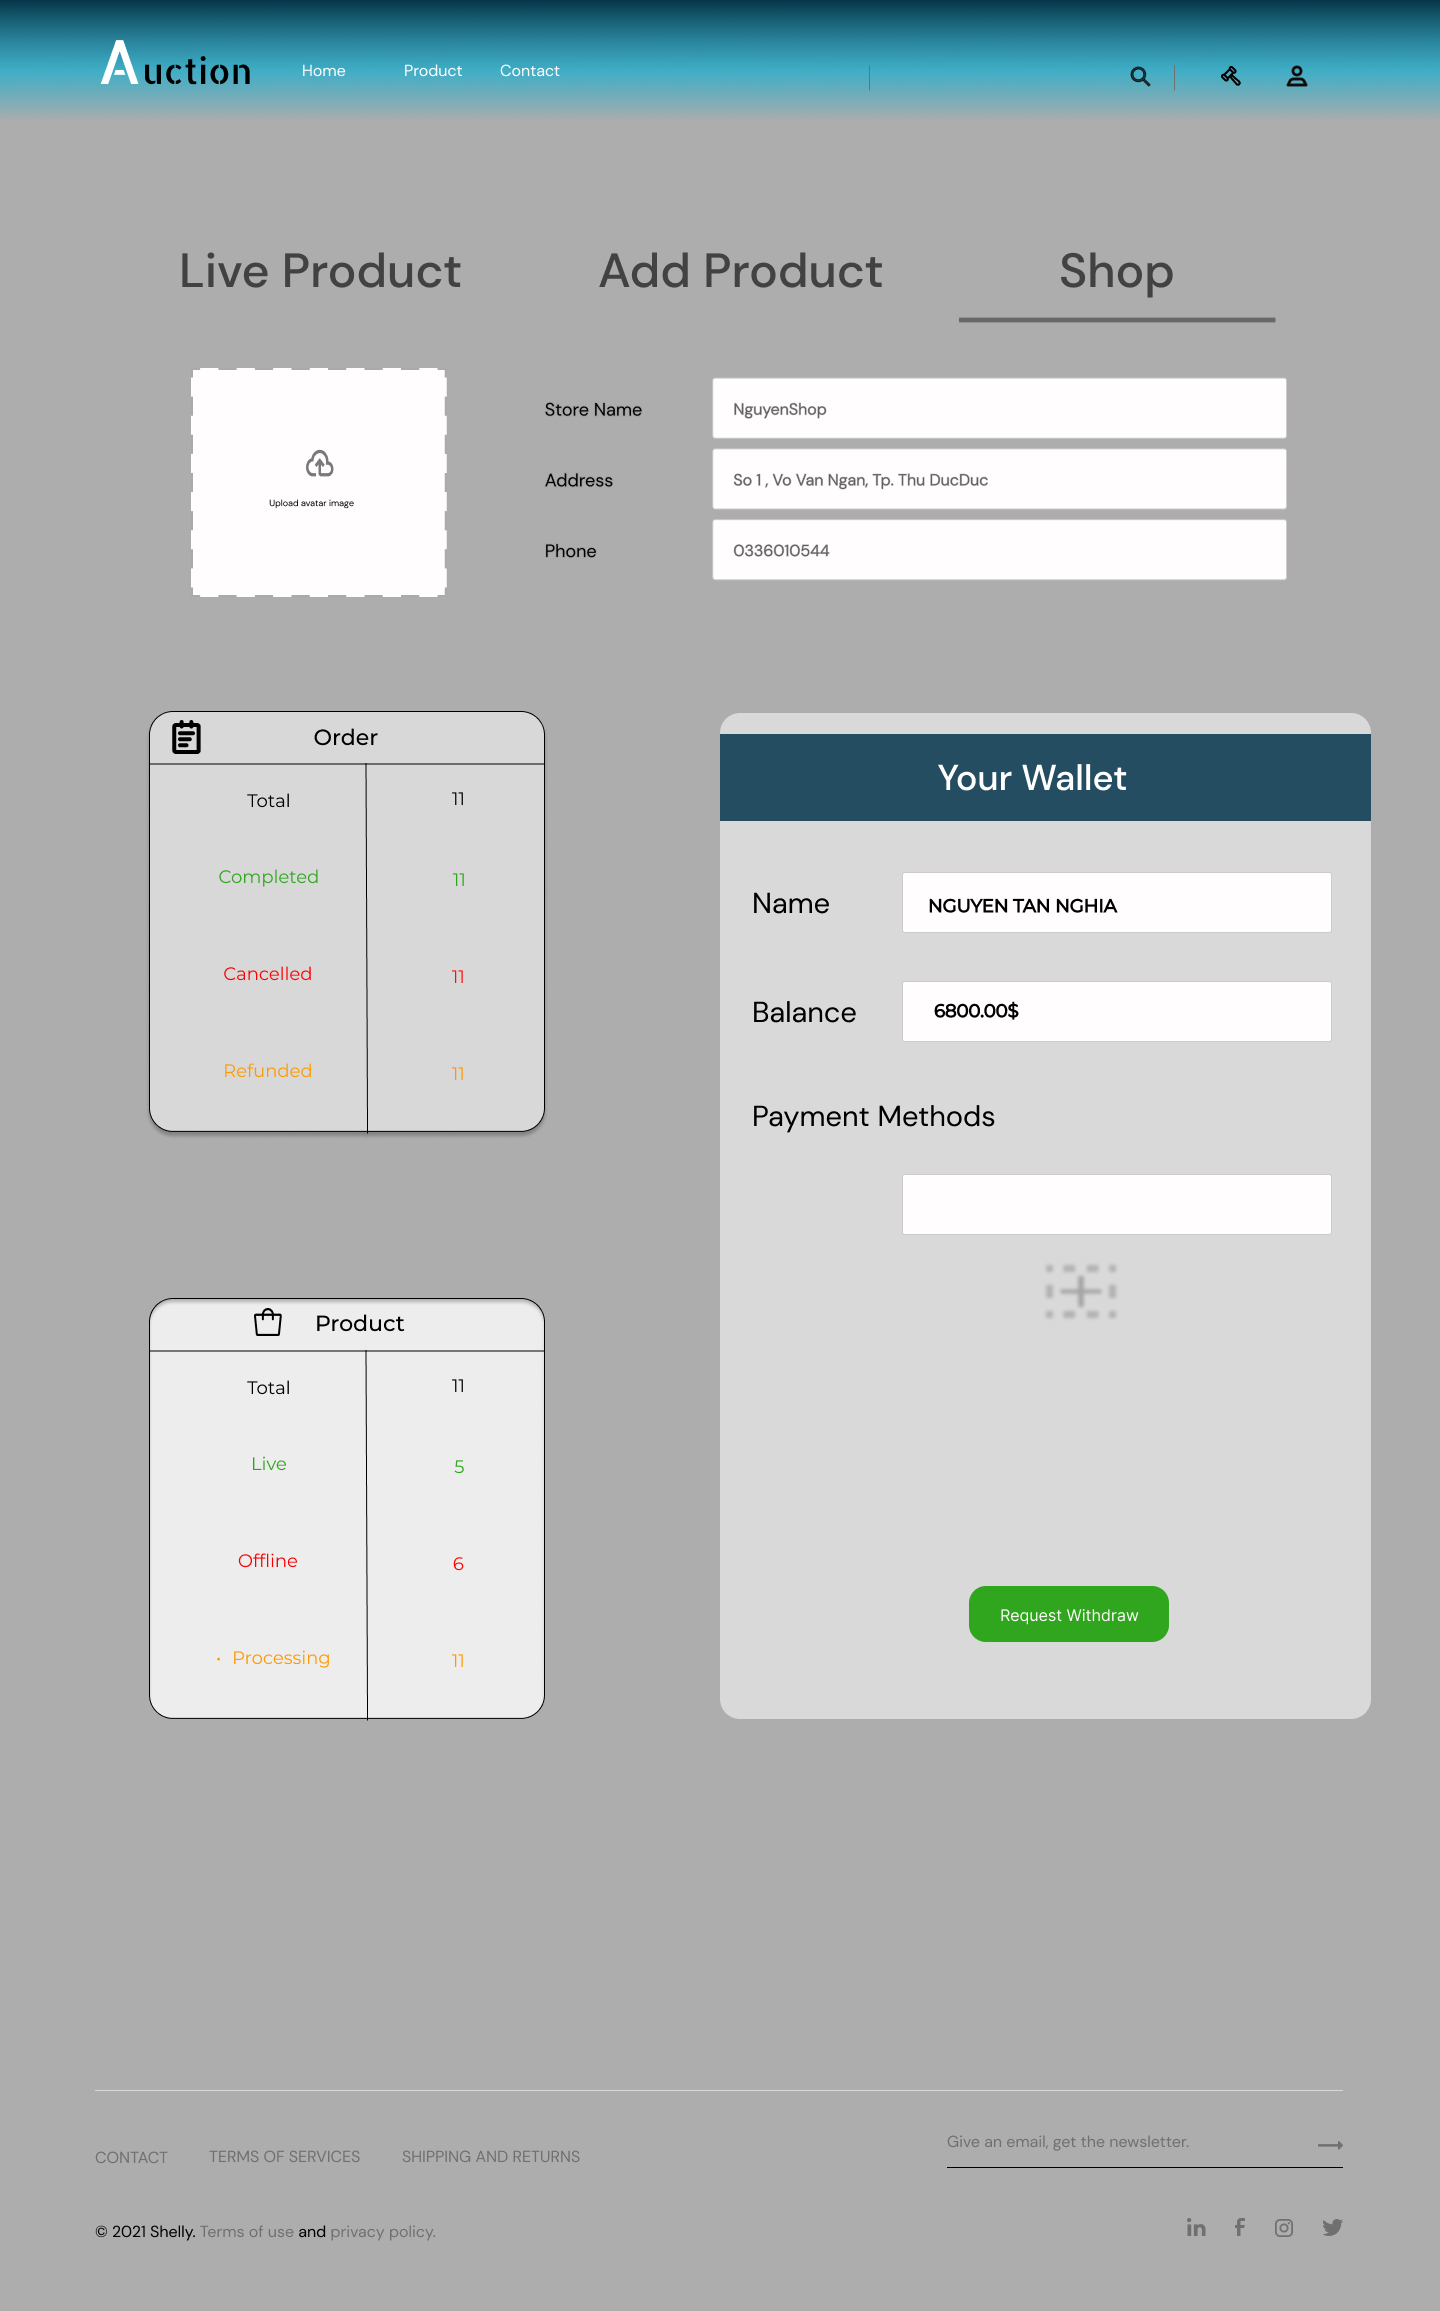 Auction
Home Product Contact
Live Product Add Product Shop
Store Name NguyenShop
Address So 1 , Vo Van Ngan, Tp. Thu DucDuc
Phone 0336010544
Upload avatar image
Order
Total 11
Completed 11
Cancelled 11
Refunded 11
Your Wallet
Name NGUYEN TAN NGHIA
Balance 6800.00$
Payment Methods
Request Withdraw
Product
Total 11
Live 5
Offline 6
• Processing 11
CONTACT TERMS OF SERVICES SHIPPING AND RETURNS
Give an email, get the newsletter.
© 2021 Shelly. Terms of use and privacy policy.